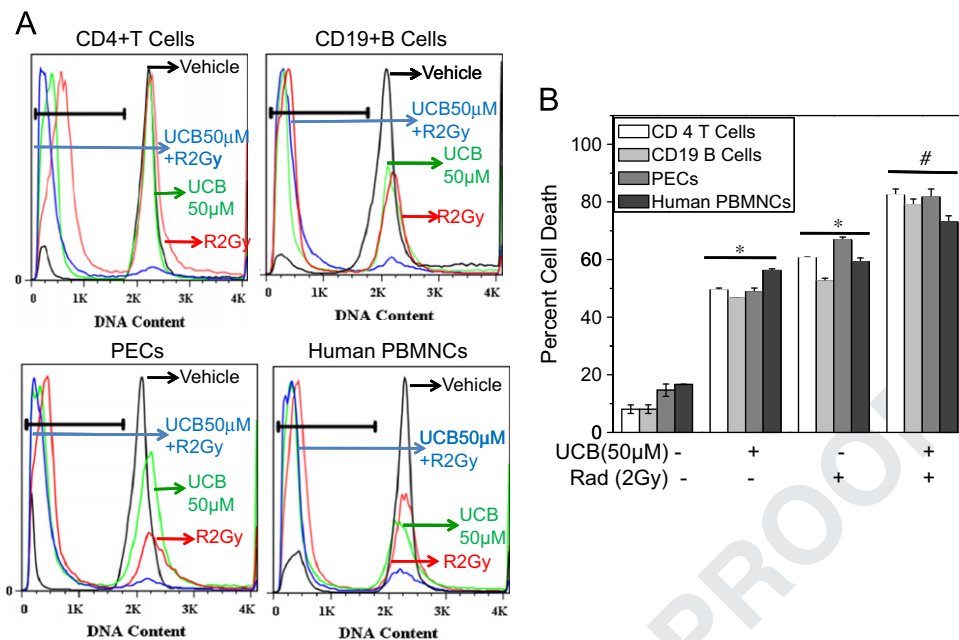 A
CD4+T Cells
Vehicle
UCB50µM
+R2Gy
UCB
50µM
R2Gy
0
0 1K 2K 3K 4K
DNA Content
CD19+B Cells
Vehicle
UCB50µM
+R2Gy
UCB
50µM
R2Gy
0
0 1K 2K 3K 4K
DNA Content
PECs
Vehicle
UCB50µM
+R2Gy
UCB
50µM
R2Gy
0
0 1K 2K 3K 4K
DNA Content
Human PBMNCs
Vehicle
UCB50µM
+R2Gy
UCB
50µM
R2Gy
0
0 1K 2K 3K 4K
DNA Content
B
Percent Cell Death
100
80
60
40
20
0
CD 4 T Cells
CD19 B Cells
PECs
Human PBMNCs
* * #
UCB(50µM) - + - +
Rad (2Gy) - - + +
PROOF